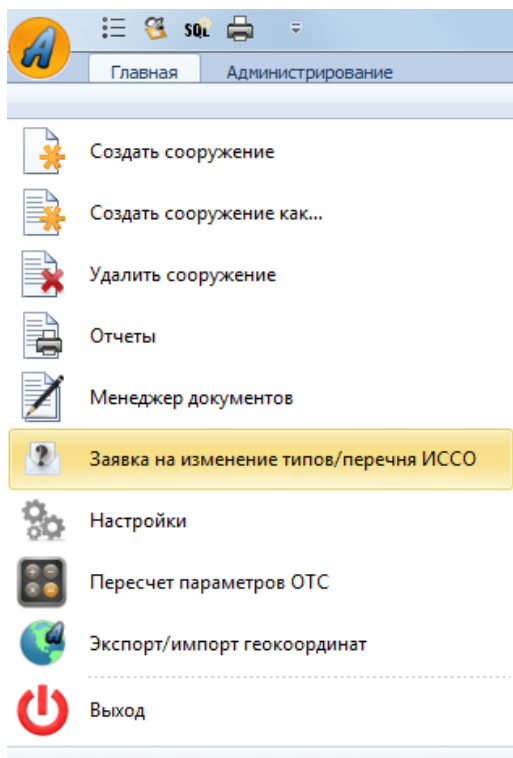 SQL
Главная Администрирование
Создать сооружение
Создать сооружение как...
Удалить сооружение
Отчеты
Менеджер документов
Заявка на изменение типов/перечня ИССО
Настройки
Пересчет параметров ОТС
Экспорт/импорт геокоординат
Выход